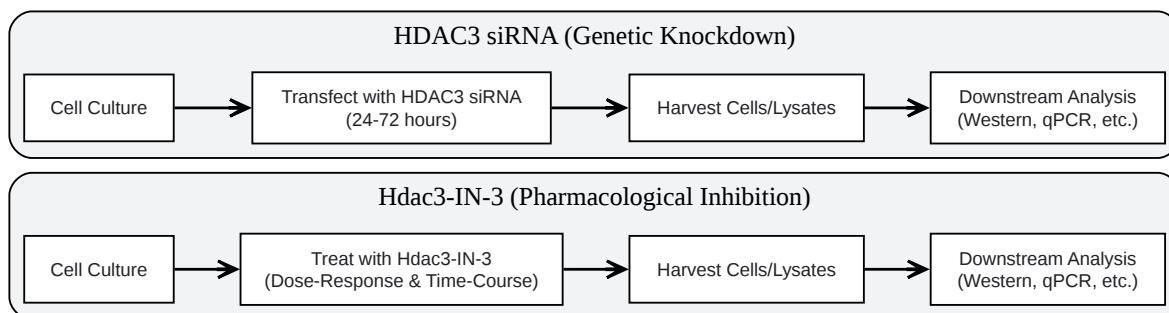 HDAC3 siRNA (Genetic Knockdown)
Cell Culture
Transfect with HDAC3 siRNA
(24-72 hours)
Harvest Cells/Lysates
Downstream Analysis
(Western, qPCR, etc.)
Hdac3-IN-3 (Pharmacological Inhibition)
Cell Culture
Treat with Hdac3-IN-3
(Dose-Response & Time-Course)
Harvest Cells/Lysates
Downstream Analysis
(Western, qPCR, etc.)